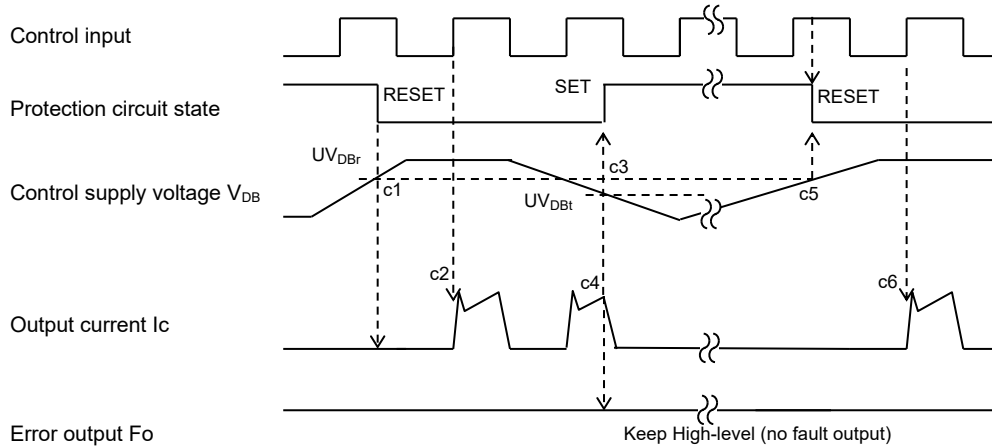 Control input
Protection circuit state
RESET
SET
RESET
UVDBr
c1
c3
c5
Control supply voltage VDB
UVDBt
c2
c4
c6
Output current Ic
Error output Fo
Keep High-level (no fault output)